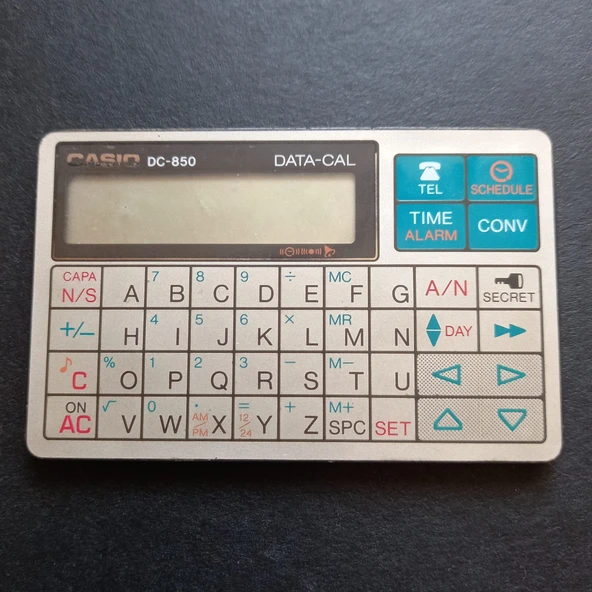 CASIO DC-850 DATA-CAL
TEL SCHEDULE
TIME ALARM CONV
CAPA 7 8 9 ÷ MC
N/S A B C D E F G A/N SECRET
4 5 6 × MR
+/− H I J K L M N DAY
% 1 2 3 − M−
C O P Q R S T U
ON √ 0 · = + M+
AC V W AM/PM X 12/24 Y Z SPC SET